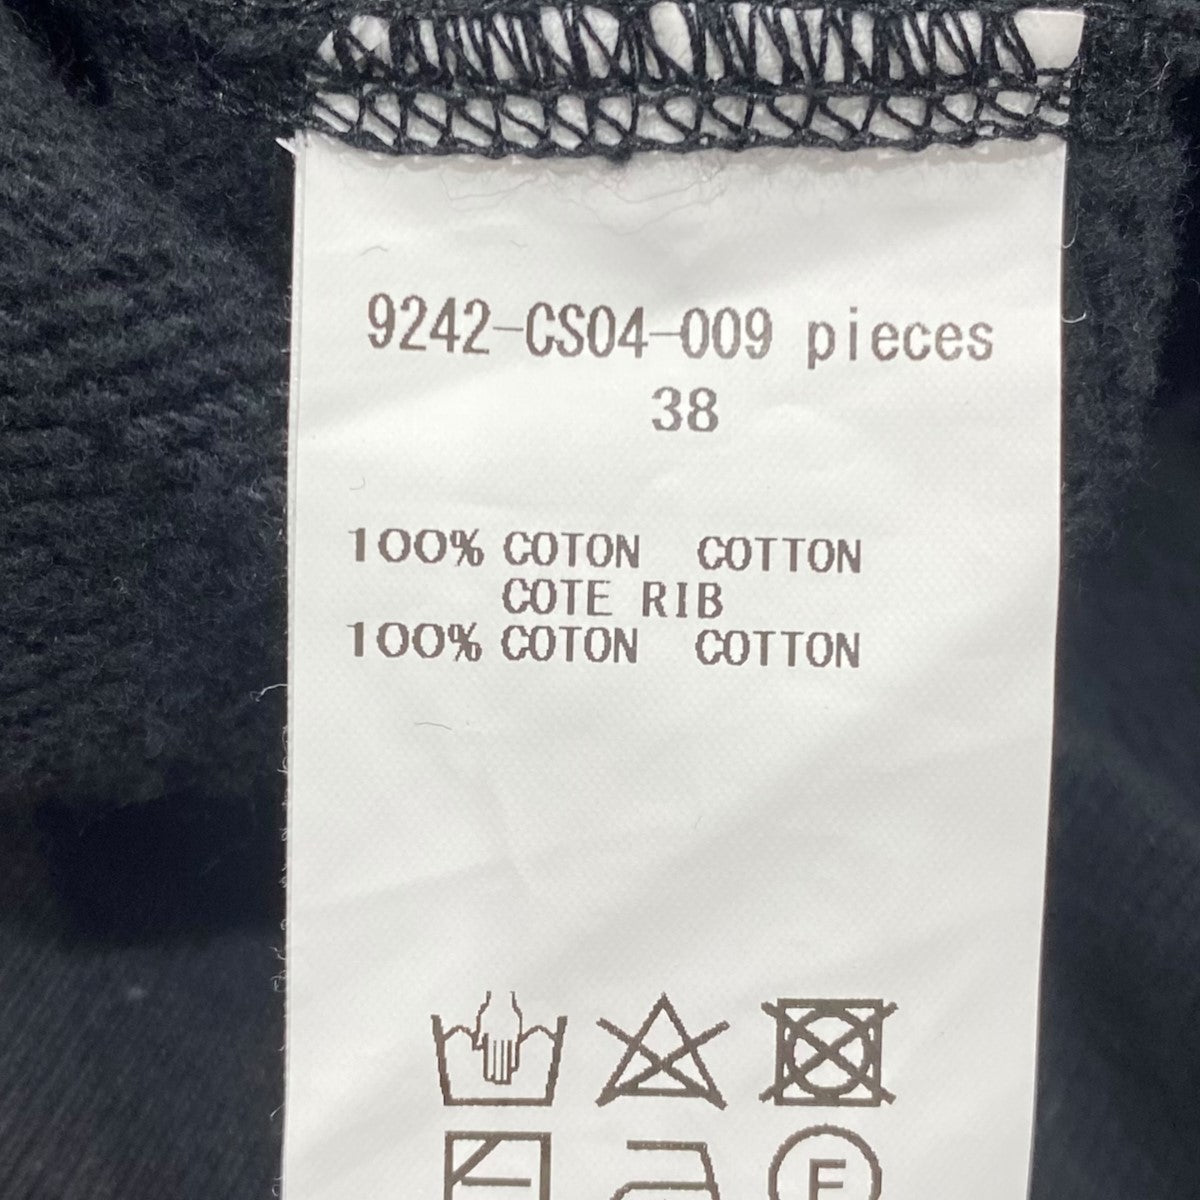 9242-CS04-009 pieces
38
100% COTON COTTON
COTE RIB
100% COTON COTTON
F